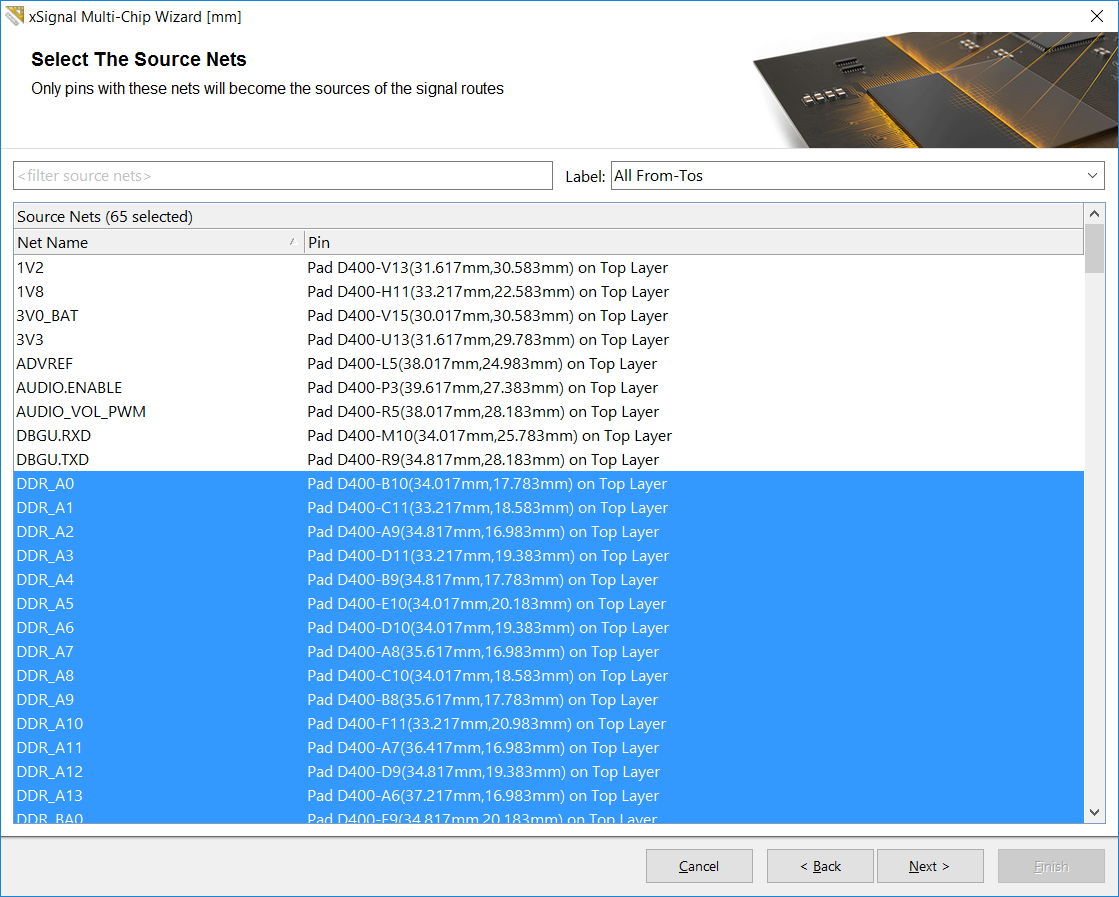 xSignal Multi-Chip Wizard [mm]
Select The Source Nets
Only pins with these nets will become the sources of the signal routes
<filter source nets> Label: All From-Tos
Source Nets (65 selected)
Net Name Pin
1V2 Pad D400-V13(31.617mm,30.583mm) on Top Layer
1V8 Pad D400-H11(33.217mm,22.583mm) on Top Layer
3V0_BAT Pad D400-V15(30.017mm,30.583mm) on Top Layer
3V3 Pad D400-U13(31.617mm,29.783mm) on Top Layer
ADVREF Pad D400-L5(38.017mm,24.983mm) on Top Layer
AUDIO.ENABLE Pad D400-P3(39.617mm,27.383mm) on Top Layer
AUDIO_VOL_PWM Pad D400-R5(38.017mm,28.183mm) on Top Layer
DBGU.RXD Pad D400-M10(34.017mm,25.783mm) on Top Layer
DBGU.TXD Pad D400-R9(34.817mm,28.183mm) on Top Layer
DDR_A0 Pad D400-B10(34.017mm,17.783mm) on Top Layer
DDR_A1 Pad D400-C11(33.217mm,18.583mm) on Top Layer
DDR_A2 Pad D400-A9(34.817mm,16.983mm) on Top Layer
DDR_A3 Pad D400-D11(33.217mm,19.383mm) on Top Layer
DDR_A4 Pad D400-B9(34.817mm,17.783mm) on Top Layer
DDR_A5 Pad D400-E10(34.017mm,20.183mm) on Top Layer
DDR_A6 Pad D400-D10(34.017mm,19.383mm) on Top Layer
DDR_A7 Pad D400-A8(35.617mm,16.983mm) on Top Layer
DDR_A8 Pad D400-C10(34.017mm,18.583mm) on Top Layer
DDR_A9 Pad D400-B8(35.617mm,17.783mm) on Top Layer
DDR_A10 Pad D400-F11(33.217mm,20.983mm) on Top Layer
DDR_A11 Pad D400-A7(36.417mm,16.983mm) on Top Layer
DDR_A12 Pad D400-D9(34.817mm,19.383mm) on Top Layer
DDR_A13 Pad D400-A6(37.217mm,16.983mm) on Top Layer
DDR_BA0 Pad D400-E9(34.817mm,20.183mm) on Top Layer
Cancel < Back Next > Finish